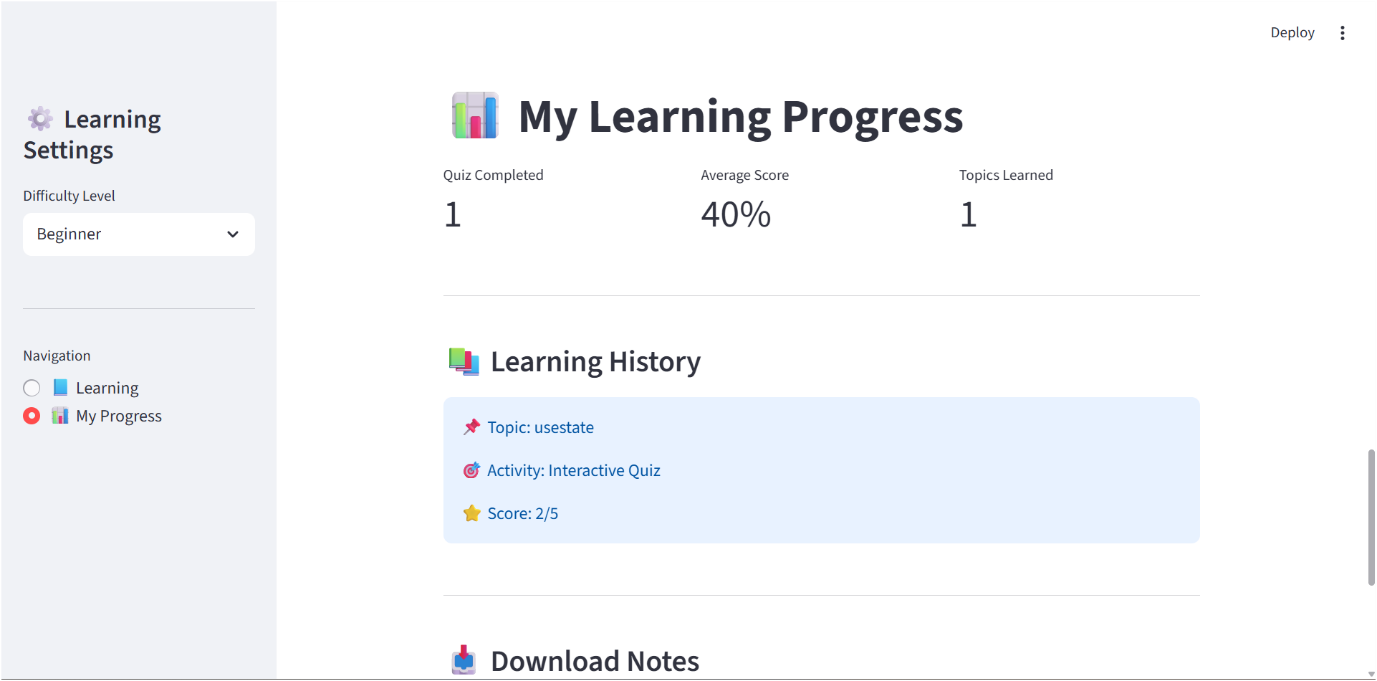 Deploy
Learning
Settings
Difficulty Level
Beginner
Navigation
Learning
My Progress
My Learning Progress
Quiz Completed
Average Score
Topics Learned
1
40%
1
Learning History
Topic: usestate
Activity: Interactive Quiz
Score: 2/5
Download Notes